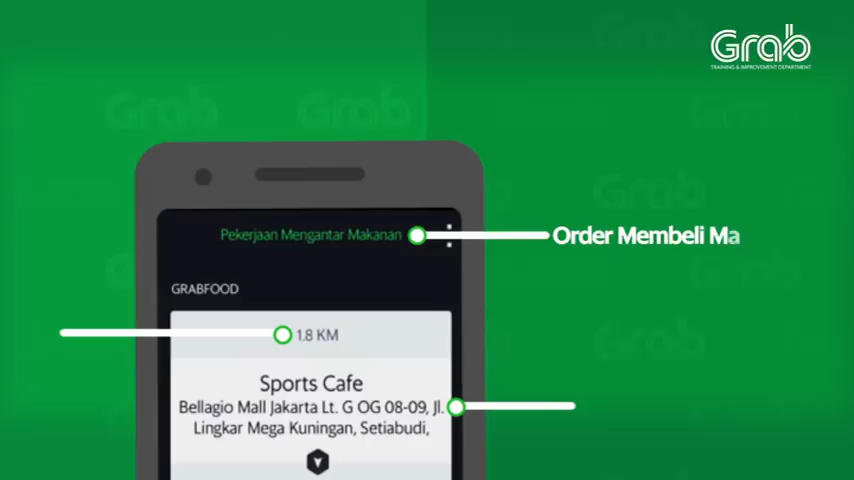 Grab
TRAINING & IMPROVEMENT DEPARTMENT
Pekerjaan Mengantar Makanan
Order Membeli Ma
GRABFOOD
1.8 KM
Sports Cafe
Bellagio Mall Jakarta Lt. G OG 08-09, Jl.
Lingkar Mega Kuningan, Setiabudi,